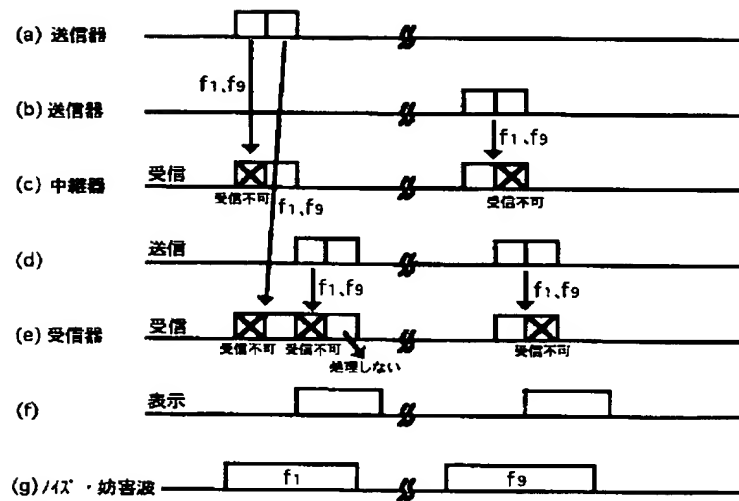 (a) 送信器
f1、f9
(b) 送信器
f1、f9
(c) 中継器 受信
受信不可
f1、f9
受信不可
(d) 送信
f1、f9
f1、f9
(e) 受信器 受信
受信不可 受信不可
処理しない
受信不可
(f) 表示
(g) ノイズ・妨害波 f1 f9